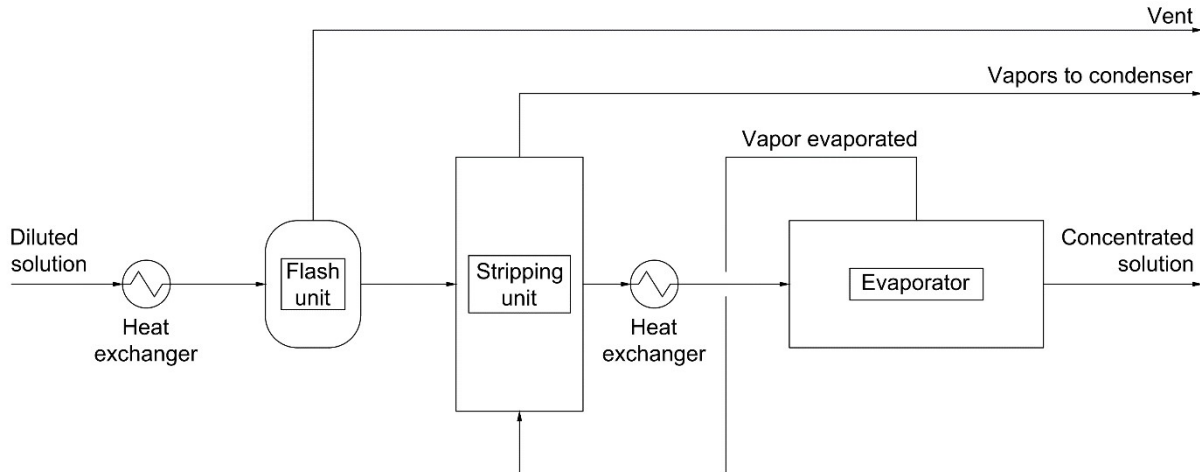 Vent
Vapors to condenser
Vapor evaporated
Diluted
solution
Heat
exchanger
Flash
unit
Stripping
unit
Heat
exchanger
Evaporator
Concentrated
solution